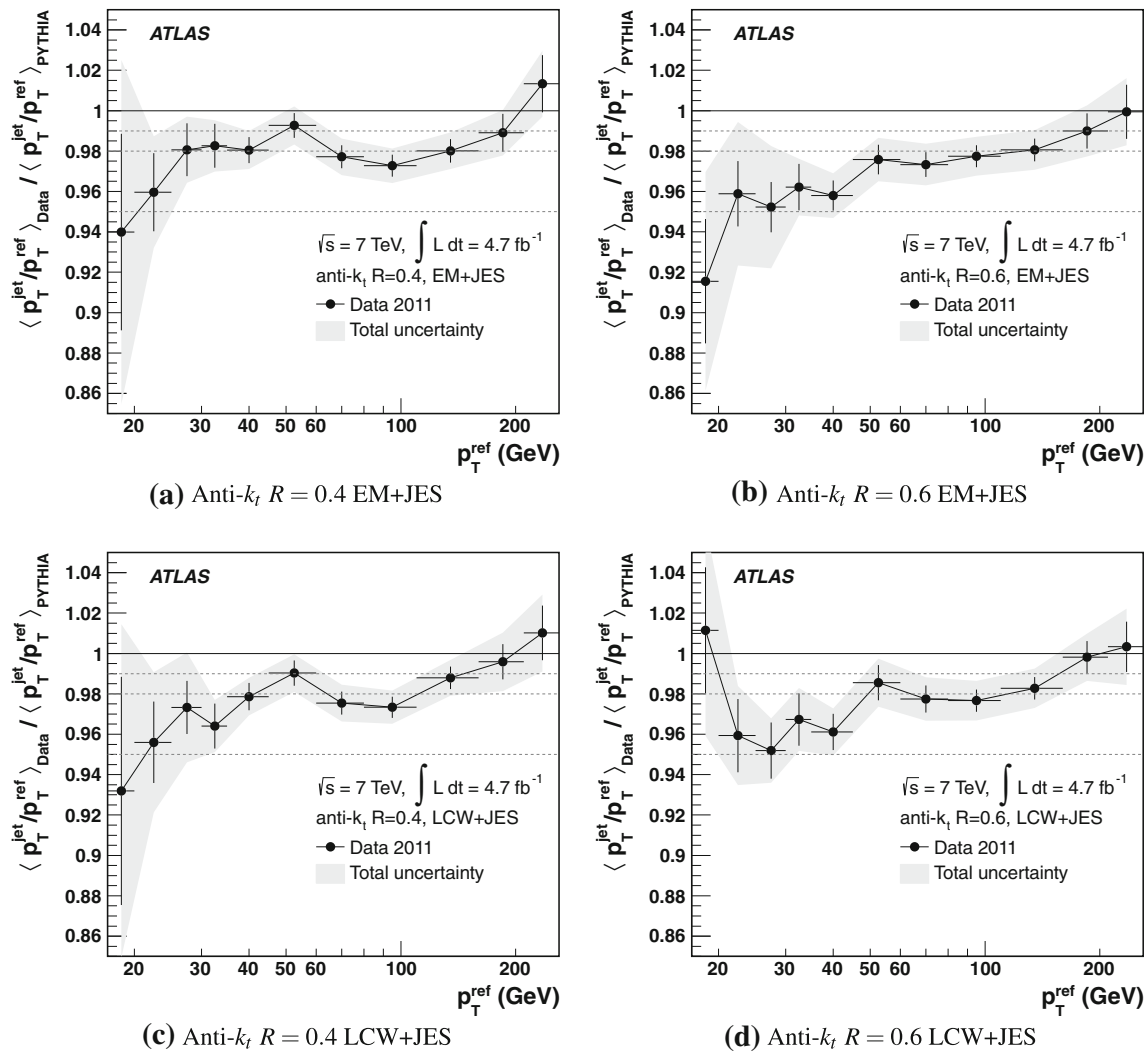 ⟨ p_T^jet/p_T^ref ⟩_Data / ⟨ p_T^jet/p_T^ref ⟩_PYTHIA
1.04
1.02
1
0.98
0.96
0.94
0.92
0.9
0.88
0.86
ATLAS
√s = 7 TeV, ∫ L dt = 4.7 fb⁻¹
anti-k_t R=0.4, EM+JES
Data 2011
Total uncertainty
20 30 40 50 60 100 200
p_T^ref (GeV)
(a) Anti-k_t R = 0.4 EM+JES
⟨ p_T^jet/p_T^ref ⟩_Data / ⟨ p_T^jet/p_T^ref ⟩_PYTHIA
1.04
1.02
1
0.98
0.96
0.94
0.92
0.9
0.88
0.86
ATLAS
√s = 7 TeV, ∫ L dt = 4.7 fb⁻¹
anti-k_t R=0.6, EM+JES
Data 2011
Total uncertainty
20 30 40 50 60 100 200
p_T^ref (GeV)
(b) Anti-k_t R = 0.6 EM+JES
⟨ p_T^jet/p_T^ref ⟩_Data / ⟨ p_T^jet/p_T^ref ⟩_PYTHIA
1.04
1.02
1
0.98
0.96
0.94
0.92
0.9
0.88
0.86
ATLAS
√s = 7 TeV, ∫ L dt = 4.7 fb⁻¹
anti-k_t R=0.4, LCW+JES
Data 2011
Total uncertainty
20 30 40 50 60 100 200
p_T^ref (GeV)
(c) Anti-k_t R = 0.4 LCW+JES
⟨ p_T^jet/p_T^ref ⟩_Data / ⟨ p_T^jet/p_T^ref ⟩_PYTHIA
1.04
1.02
1
0.98
0.96
0.94
0.92
0.9
0.88
0.86
ATLAS
√s = 7 TeV, ∫ L dt = 4.7 fb⁻¹
anti-k_t R=0.6, LCW+JES
Data 2011
Total uncertainty
20 30 40 50 60 100 200
p_T^ref (GeV)
(d) Anti-k_t R = 0.6 LCW+JES